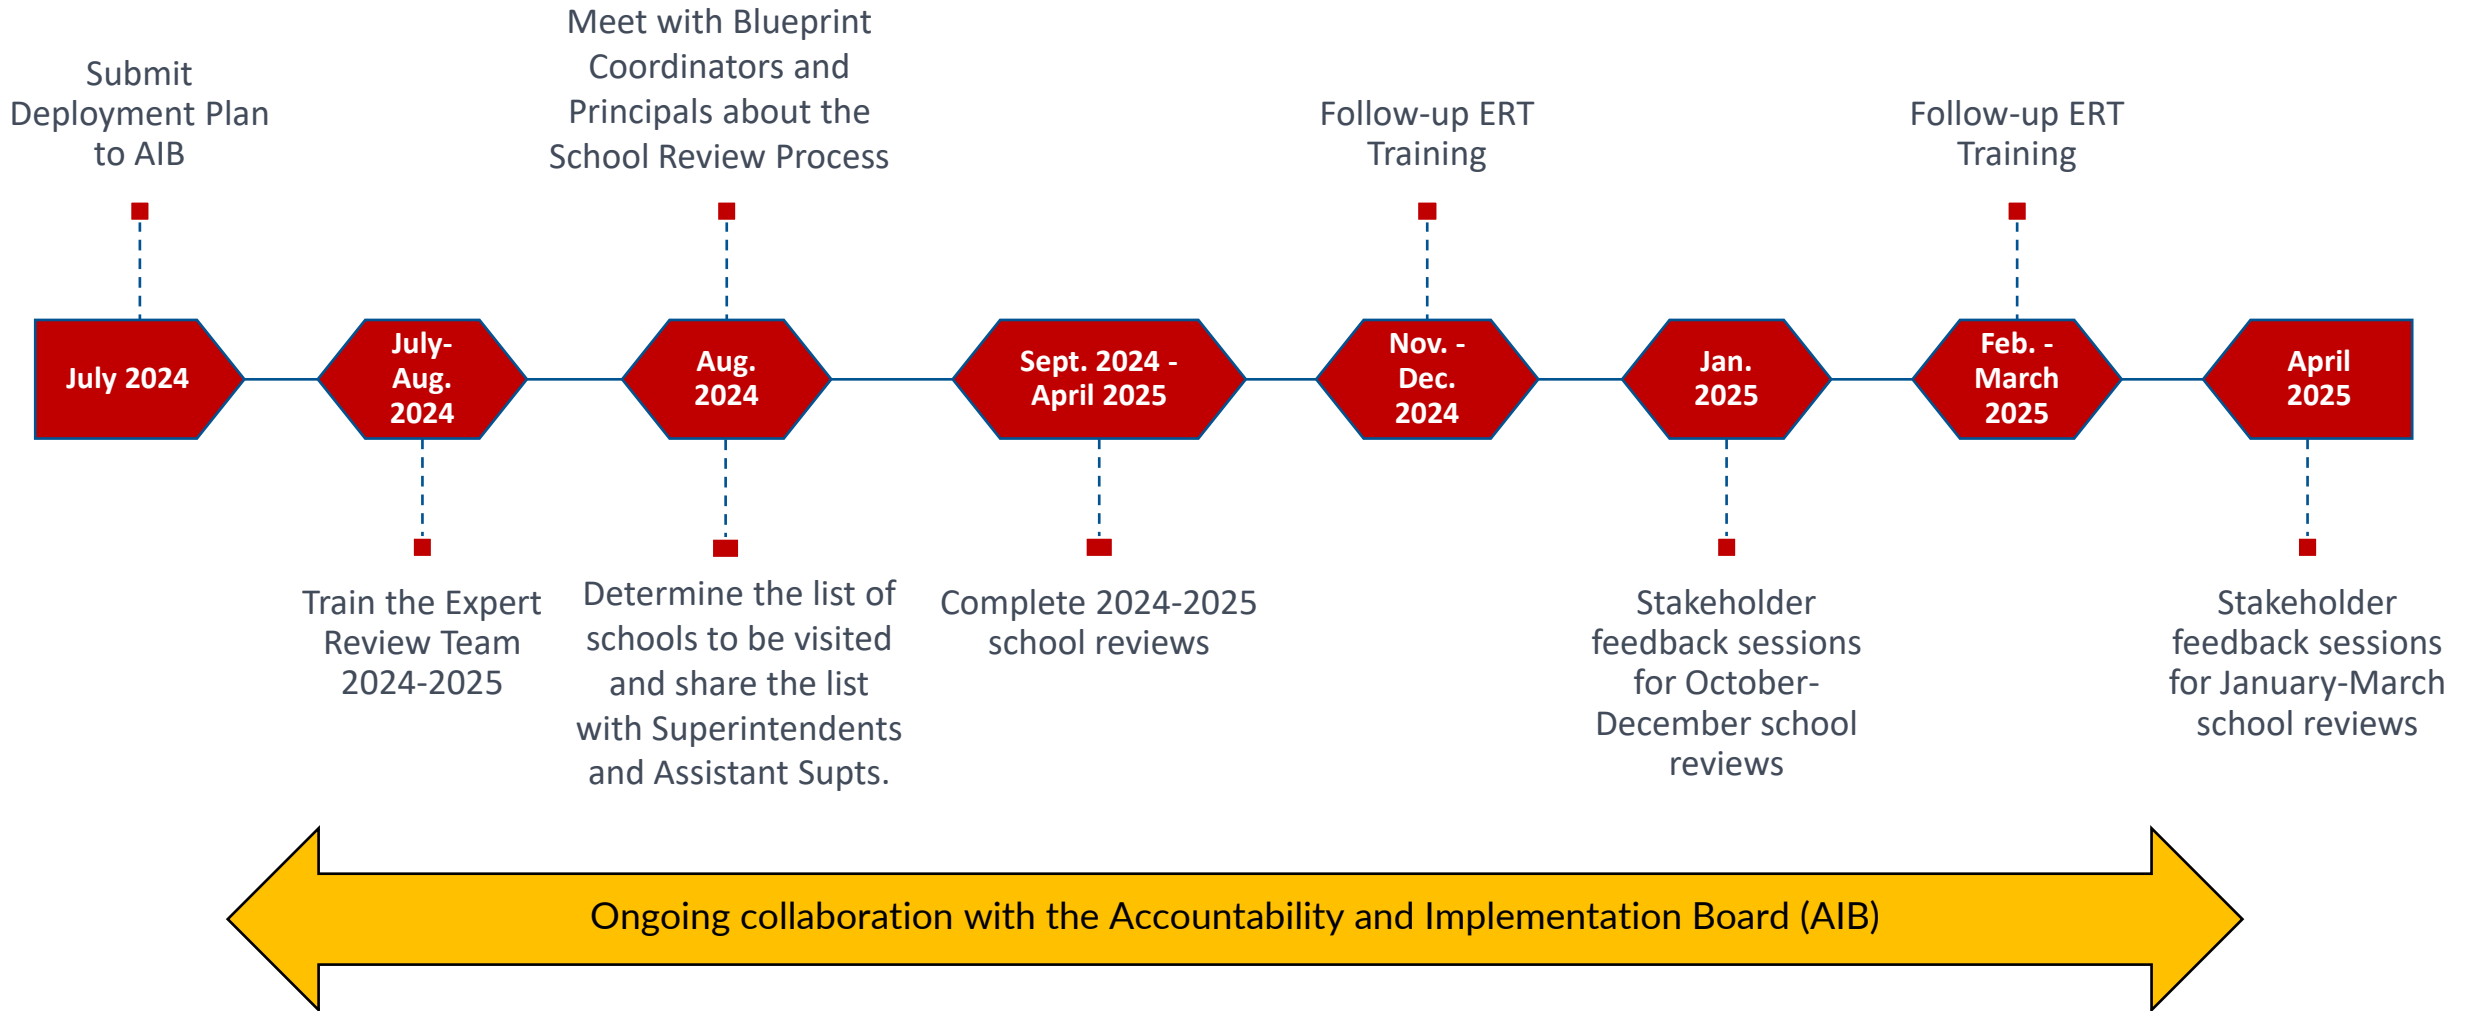 Submit
Deployment Plan
to AIB
Meet with Blueprint
Coordinators and
Principals about the
School Review Process
Follow-up ERT
Training
Follow-up ERT
Training
July 2024
July-
Aug.
2024
Aug.
2024
Sept. 2024 -
April 2025
Nov. -
Dec.
2024
Jan.
2025
Feb. -
March
2025
April
2025
Train the Expert
Review Team
2024-2025
Determine the list of
schools to be visited
and share the list
with Superintendents
and Assistant Supts.
Complete 2024-2025
school reviews
Stakeholder
feedback sessions
for October-
December school
reviews
Stakeholder
feedback sessions
for January-March
school reviews
Ongoing collaboration with the Accountability and Implementation Board (AIB)